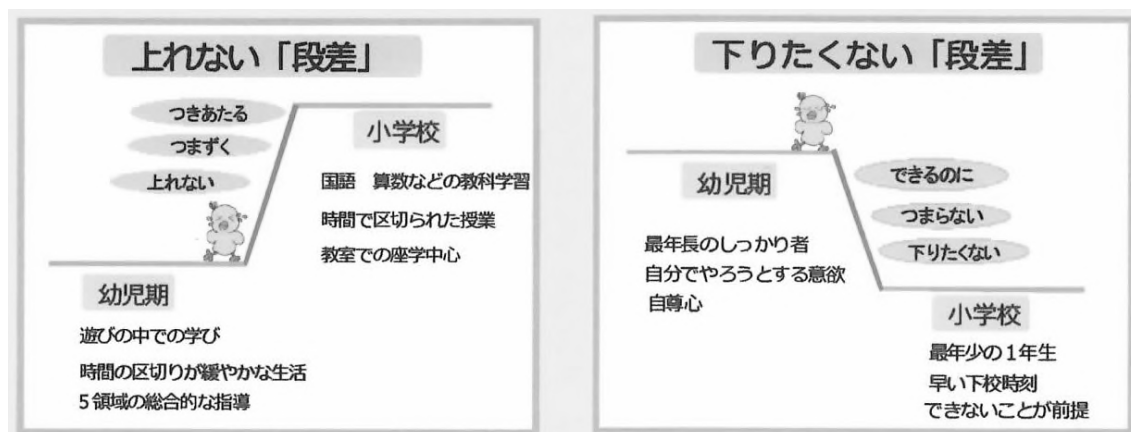 上れない「段差」
つきあたる
つまずく
上れない
小学校
国語　算数などの教科学習
時間で区切られた授業
教室での座学中心
幼児期
遊びの中での学び
時間の区切りが緩やかな生活
５領域の総合的な指導
下りたくない「段差」
幼児期
最年長のしっかり者
自分でやろうとする意欲
自尊心
できるのに
つまらない
下りたくない
小学校
最年少の１年生
早い下校時刻
できないことが前提